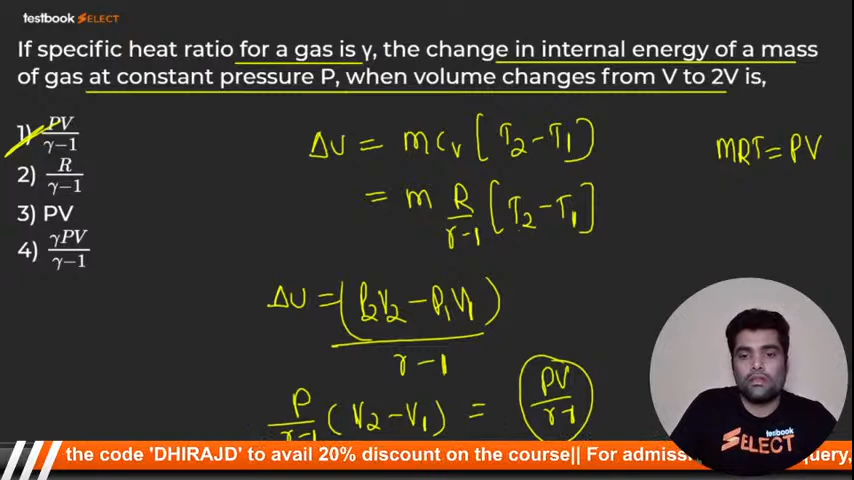 testbook SELECT
If specific heat ratio for a gas is γ, the change in internal energy of a mass
of gas at constant pressure P, when volume changes from V to 2V is,
1) PV/γ−1
2) R/γ−1
3) PV
4) γPV/γ−1
ΔU = m Cv [T2 − T1]
MRT = PV
= m R/γ−1 [T2 − T1]
ΔU = (P2V2 − P1V1)/γ−1
P/γ−1 (V2 − V1) = PV/γ−1
testbook
SELECT
the code 'DHIRAJD' to avail 20% discount on the course|| For admiss query,